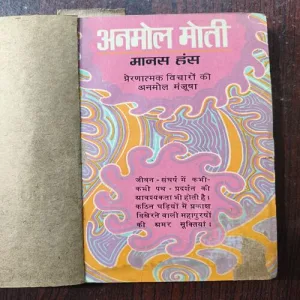 अनमोल मोती
मानस हंस
प्रेरणात्मक विचारों की
अनमोल मंजूषा
जीवन-संघर्ष में कभी-
कभी पथ-प्रदर्शन की
आवश्यकता भी होती है।
कठिन घड़ियों में प्रकाश
बिखेरने वाली महापुरुषों
की अमर सूक्तियां।